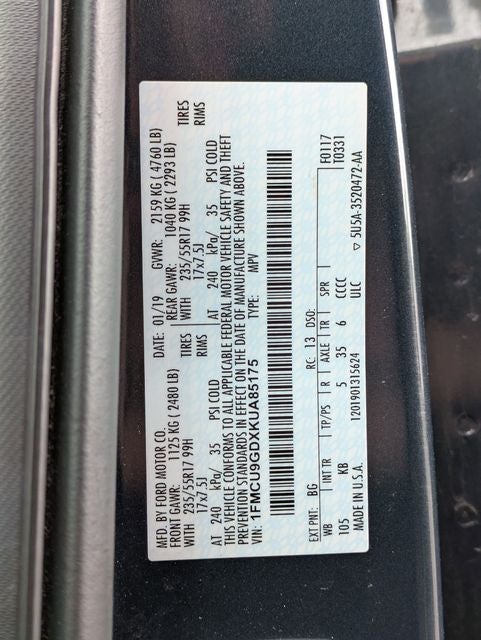 MFD. BY FORD MOTOR CO. DATE: 01/19 GVWR: 2159 KG ( 4760 LB)
FRONT GAWR: 1125 KG ( 2480 LB) REAR GAWR: 1040 KG ( 2293 LB)
WITH 235/55R17 99H TIRES WITH 235/55R17 99H TIRES
17x7.5J RIMS 17x7.5J RIMS
AT 240 kPa/ 35 PSI COLD AT 240 kPa/ 35 PSI COLD
THIS VEHICLE CONFORMS TO ALL APPLICABLE FEDERAL MOTOR VEHICLE SAFETY AND THEFT
PREVENTION STANDARDS IN EFFECT ON THE DATE OF MANUFACTURE SHOWN ABOVE.
VIN: 1FMCU9GDXKUA85175 TYPE: MPV
F0117
EXT PNT: BG RC: 13 DSO: T0331
WB INT TR TP/PS R AXLE TR SPR
105 KB 5 35 6 CCCC
MADE IN U.S.A. 1201901315624 ULC ▽ 5U5A-3520472-AA